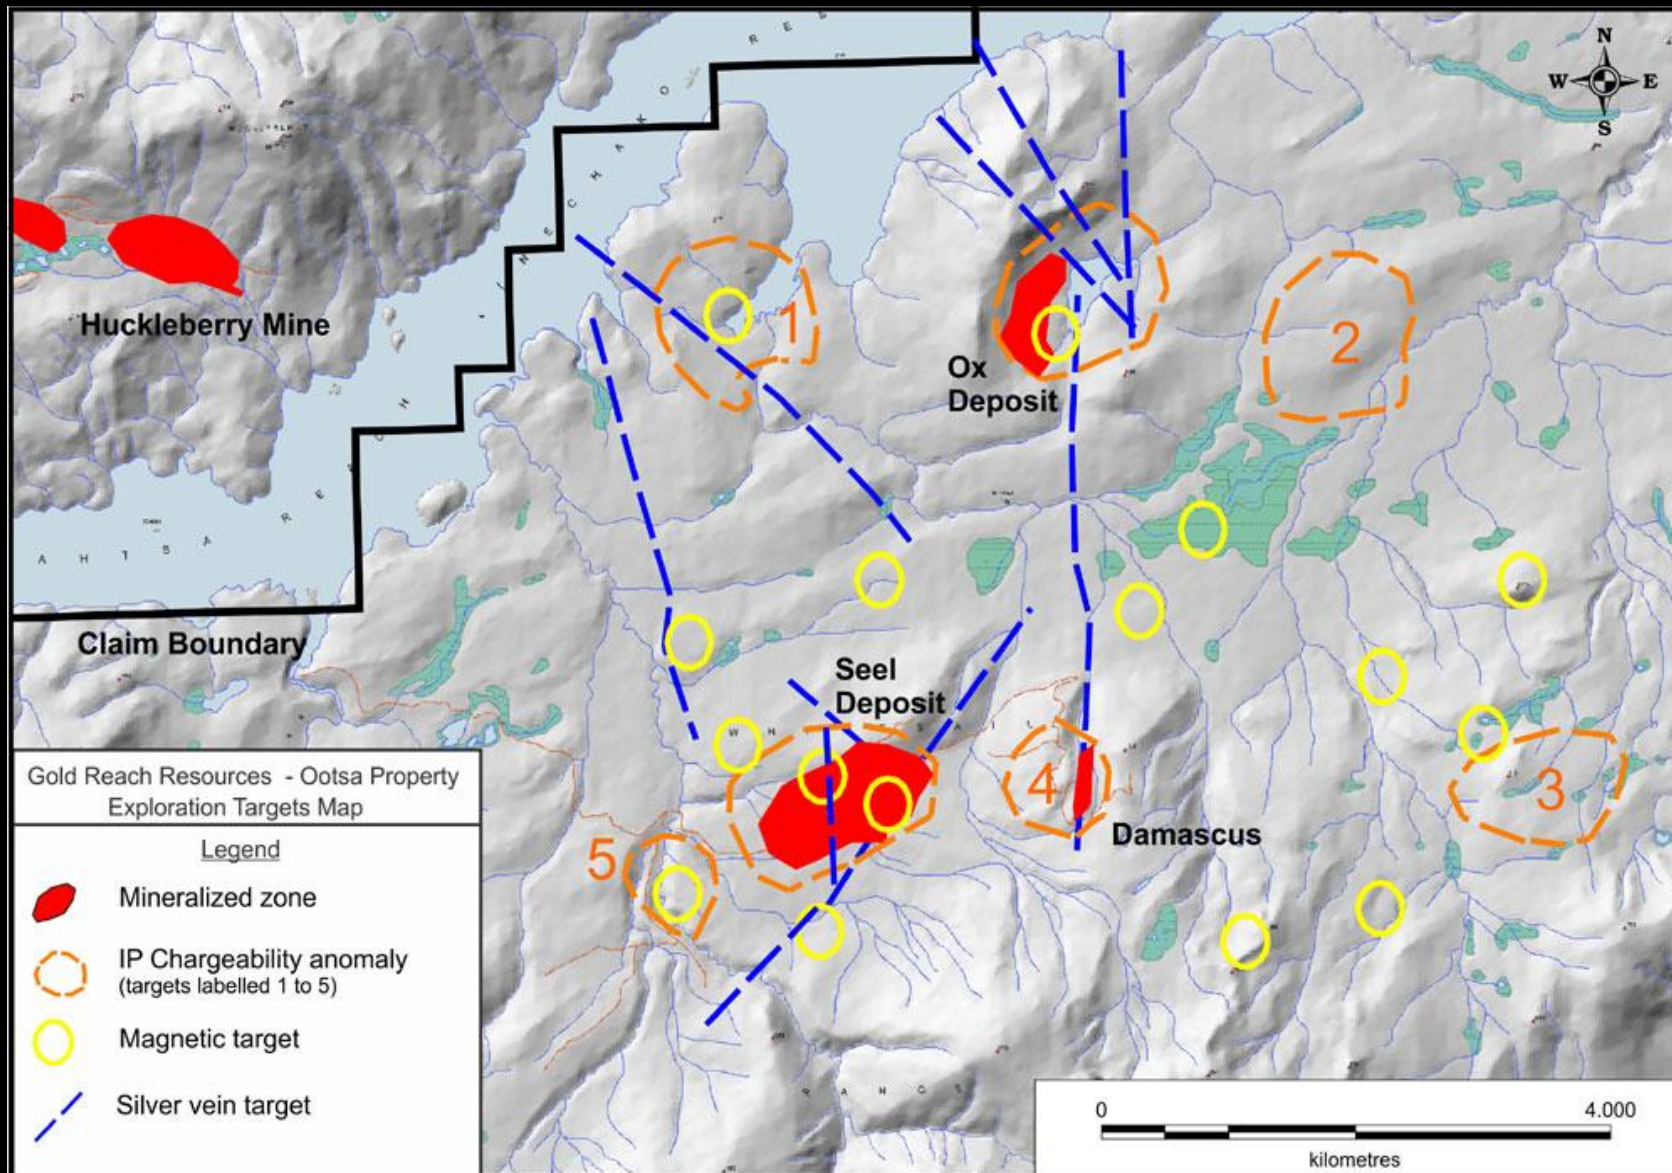 N
W E
S
R E
N E C H A K O
Huckleberry Mine
1
2
Ox
Deposit
A H T S A R E A C H
Claim Boundary
Seel
Deposit
W H
S A I L
4
3
Damascus
5
Gold Reach Resources - Ootsa Property
Exploration Targets Map
Legend
Mineralized zone
IP Chargeability anomaly
(targets labelled 1 to 5)
Magnetic target
Silver vein target
R A N G E
0 4.000
kilometres